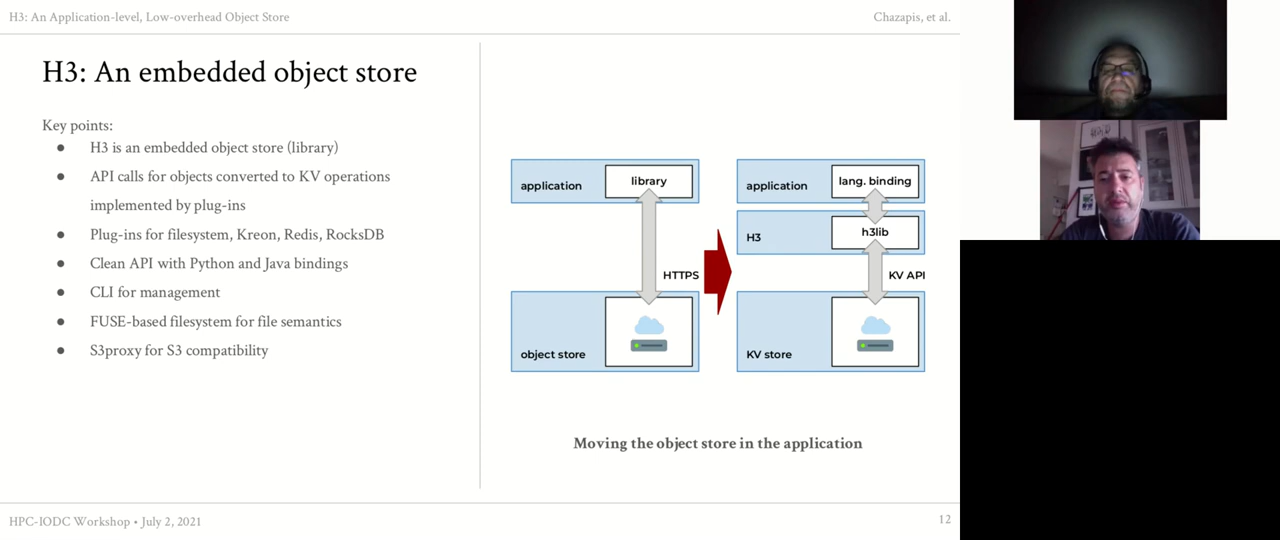 H3: An Application-level, Low-overhead Object Store
Chazapis, et al.
H3: An embedded object store
Key points:
● H3 is an embedded object store (library)
● API calls for objects converted to KV operations
implemented by plug-ins
● Plug-ins for filesystem, Kreon, Redis, RocksDB
● Clean API with Python and Java bindings
● CLI for management
● FUSE-based filesystem for file semantics
● S3proxy for S3 compatibility
application
library
HTTPS
object store
application
lang. binding
H3
h3lib
KV API
KV store
Moving the object store in the application
HPC-IODC Workshop • July 2, 2021
12